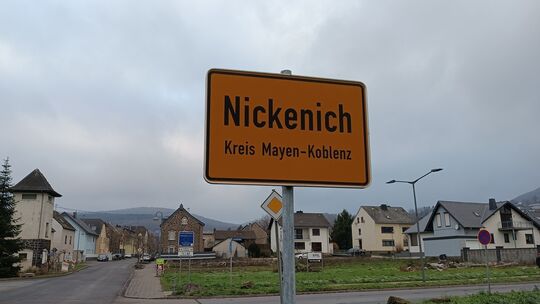 Nickenich
Kreis Mayen-Koblenz